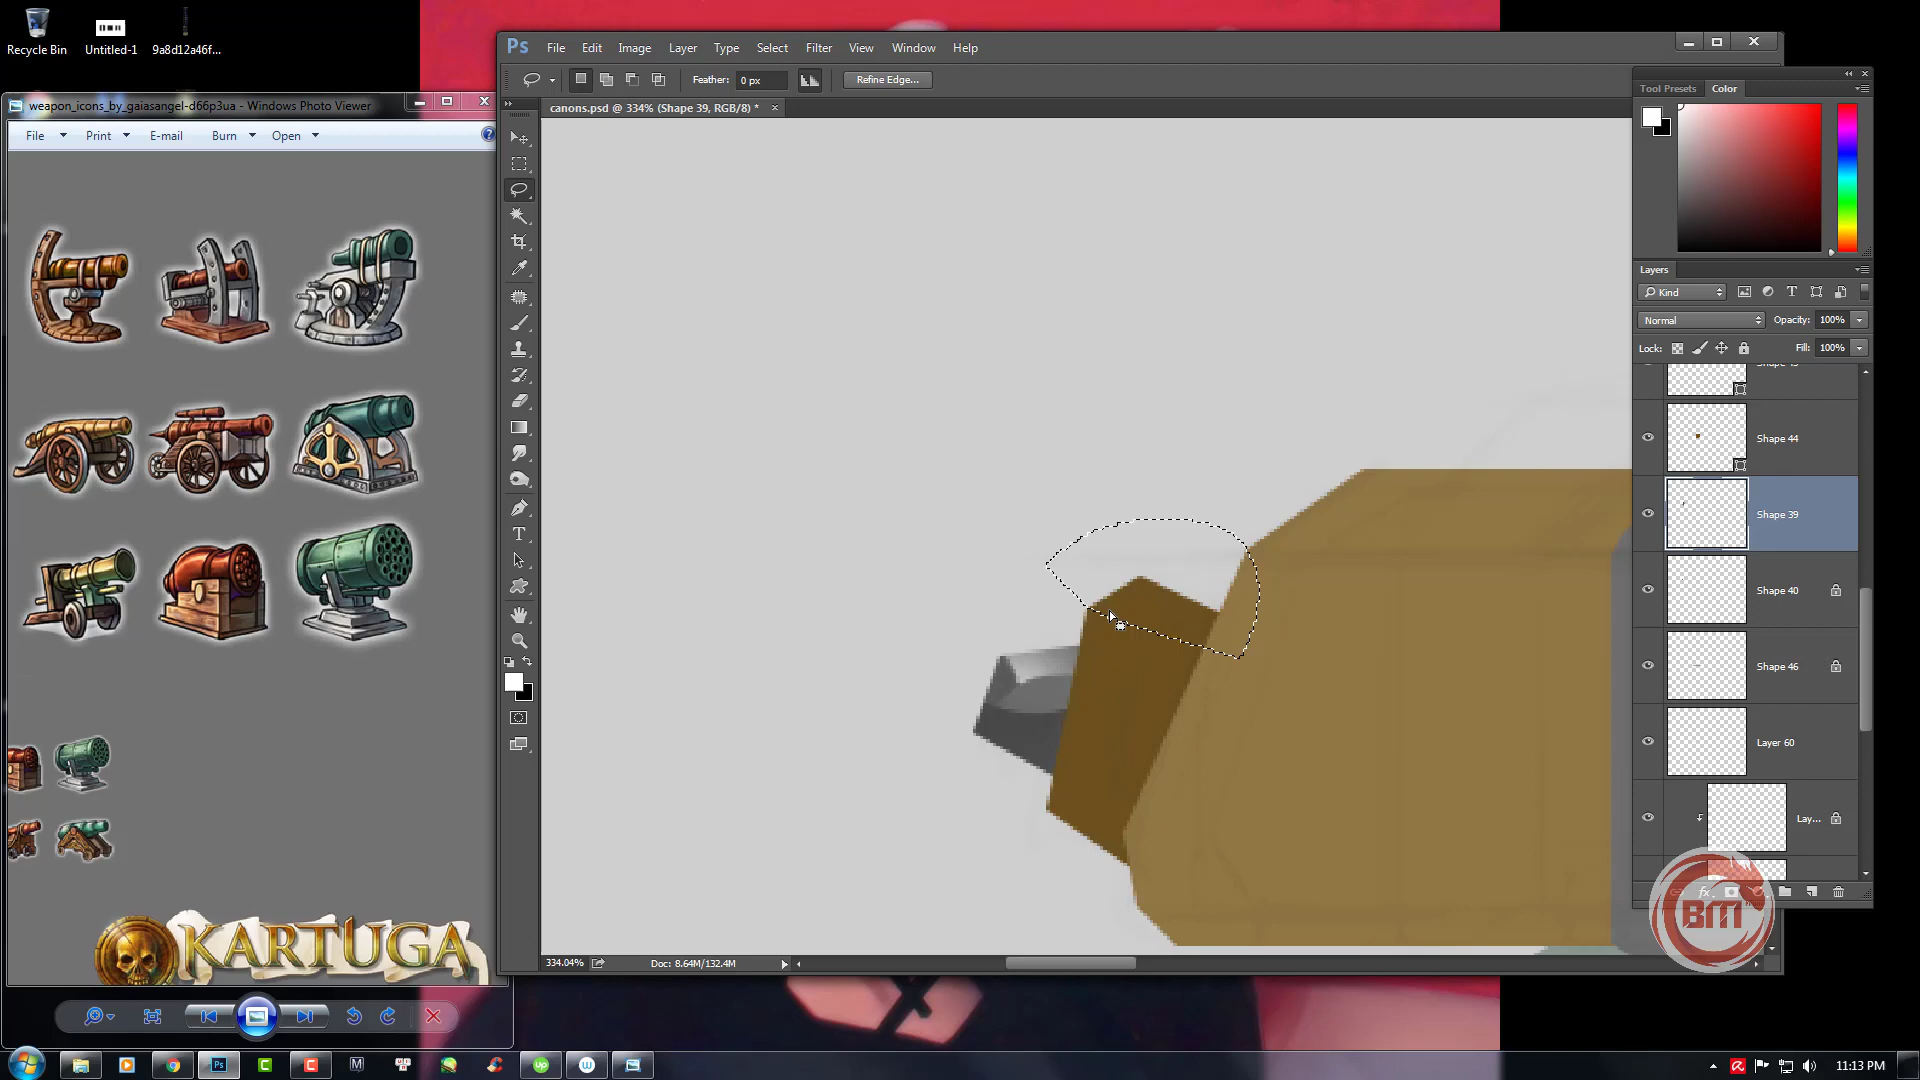 Recycle Bin
Untitled-1
9a8d12a46f...
weapon_icons_by_gaiasangel-d66p3ua - Windows Photo Viewer
File Print E-mail Burn Open
KARTUGA
Ps File Edit Image Layer Type Select Filter View Window Help
Feather: 0 px Refine Edge...
canons.psd @ 334% (Shape 39, RGB/8) *
334.04% Doc: 8.64M/132.4M
Tool Presets Color
Layers
Kind
Normal Opacity: 100%
Lock: Fill: 100%
Shape 44
Shape 39
Shape 40
Shape 46
Layer 60
Lay...
BM
11:13 PM